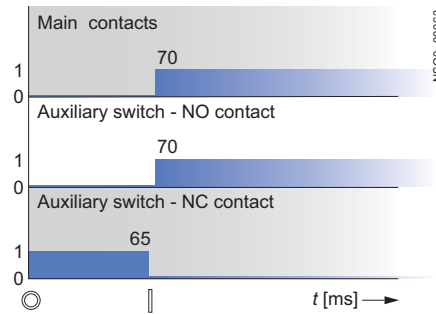 Main contacts
70
1
0
Auxiliary switch - NO contact
70
1
0
Auxiliary switch - NC contact
65
1
0
t [ms]